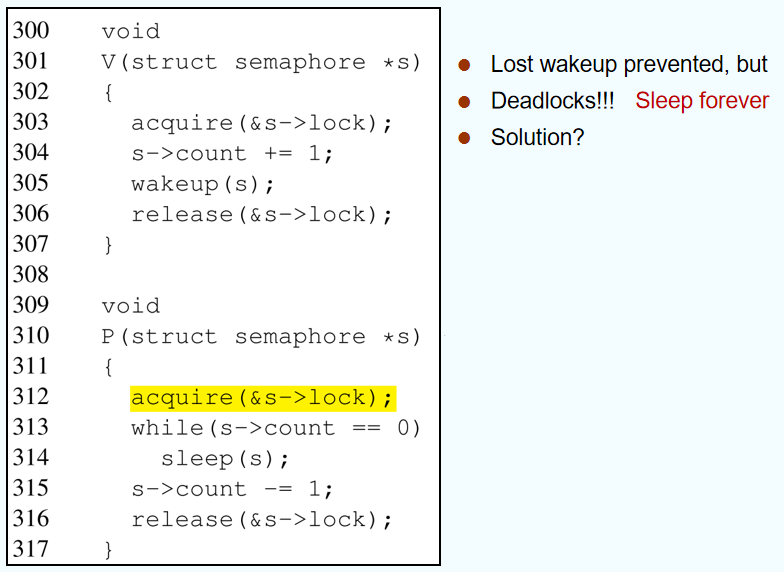 300 void
301 V(struct semaphore *s)
302 {
303 acquire(&s->lock);
304 s->count += 1;
305 wakeup(s);
306 release(&s->lock);
307 }
308
309 void
310 P(struct semaphore *s)
311 {
312 acquire(&s->lock);
313 while(s->count == 0)
314 sleep(s);
315 s->count -= 1;
316 release(&s->lock);
317 }
● Lost wakeup prevented, but
● Deadlocks!!! Sleep forever
● Solution?